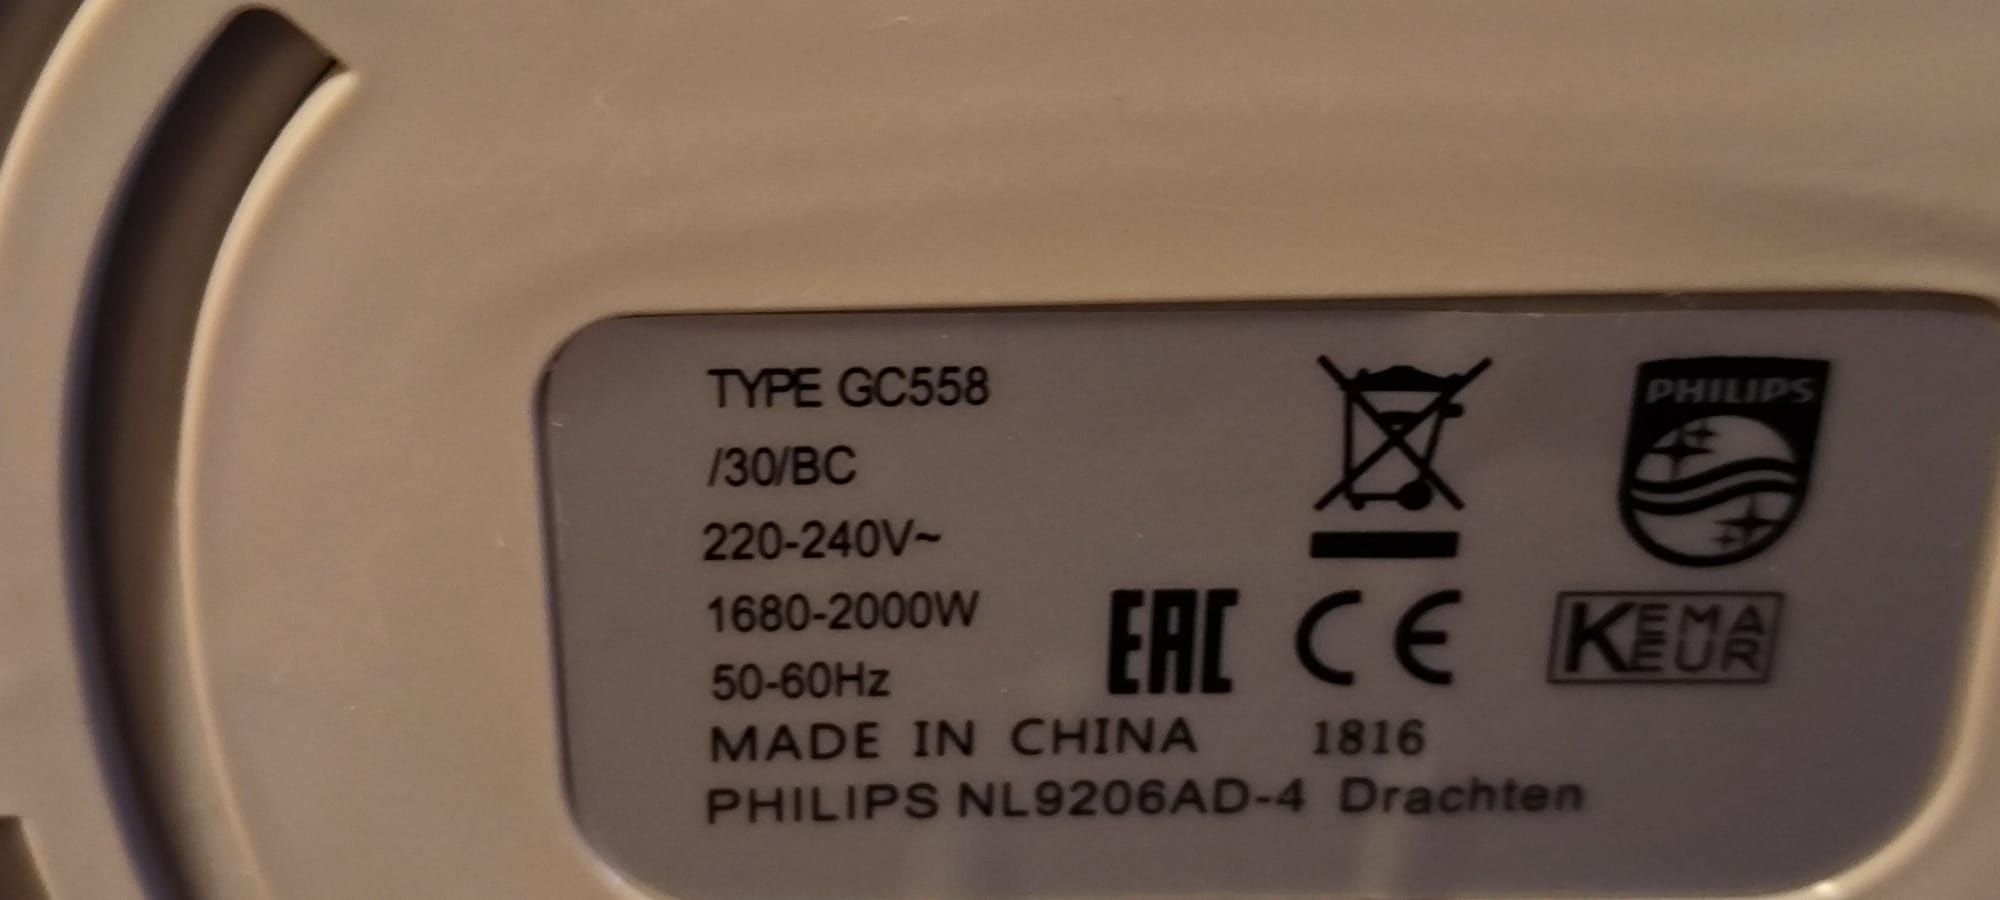 TYPE GC558
/30/BC
220-240V~
1680-2000W
50-60Hz
MADE IN CHINA 1816
PHILIPS NL9206AD-4 Drachten
PHILIPS
EAC
CE
KEMA
EUR